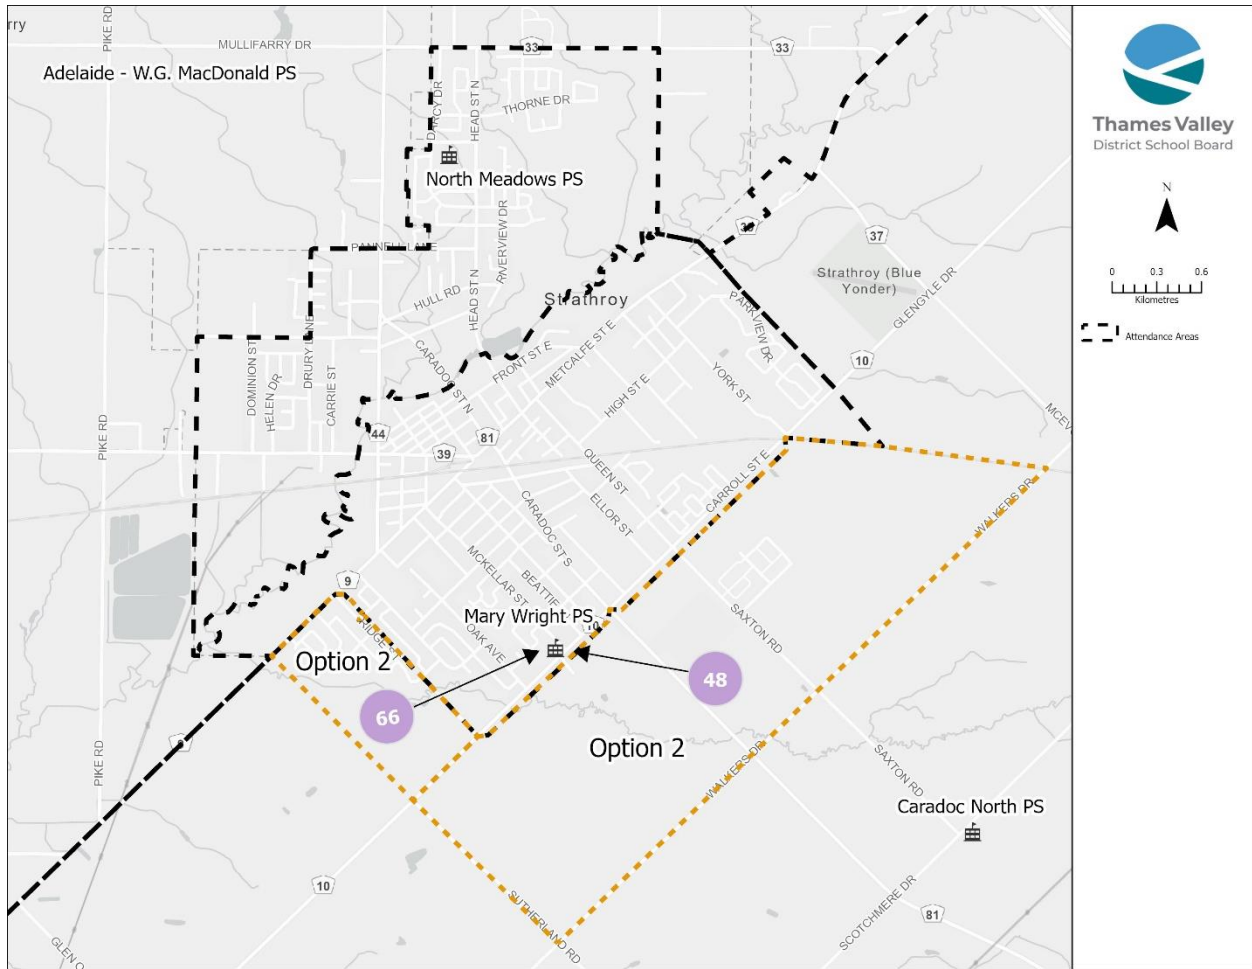 rry
PIKE RD
MULLIFARRY DR
33
33
Adelaide - W.G. MacDonald PS
DARCY DR
HEAD ST N
THORNE DR
North Meadows PS
RIVERVIEW DR
PANNELL LANE
HULL RD
HEAD ST N
Strathroy
39
37
Strathroy (Blue
Yonder)
GLENGYLE DR
PARKVIEW DR
10
DOMINION ST
HELEN DR
DRURY LANE
CARRIE ST
CARADOC ST N
FRONT ST E
METCALFE ST E
HIGH ST E
YORK ST
MCEV
PIKE RD
44
39
81
QUEEN ST
ELLOR ST
CARROLL ST E
WALKERS DR
CARADOC ST S
9
MCKELLAR ST
BEATTIE
Mary Wright PS
10
SAXTON RD
RIDGE S
OAK AVE
Option 2
66
48
Option 2
PIKE RD
WALKERS DR
SAXTON RD
Caradoc North PS
10
SUTHERLAND RD
SCOTCHMERE DR
81
GLEN O
Thames Valley
District School Board
N
0 0.3 0.6
Kilometres
Attendance Areas